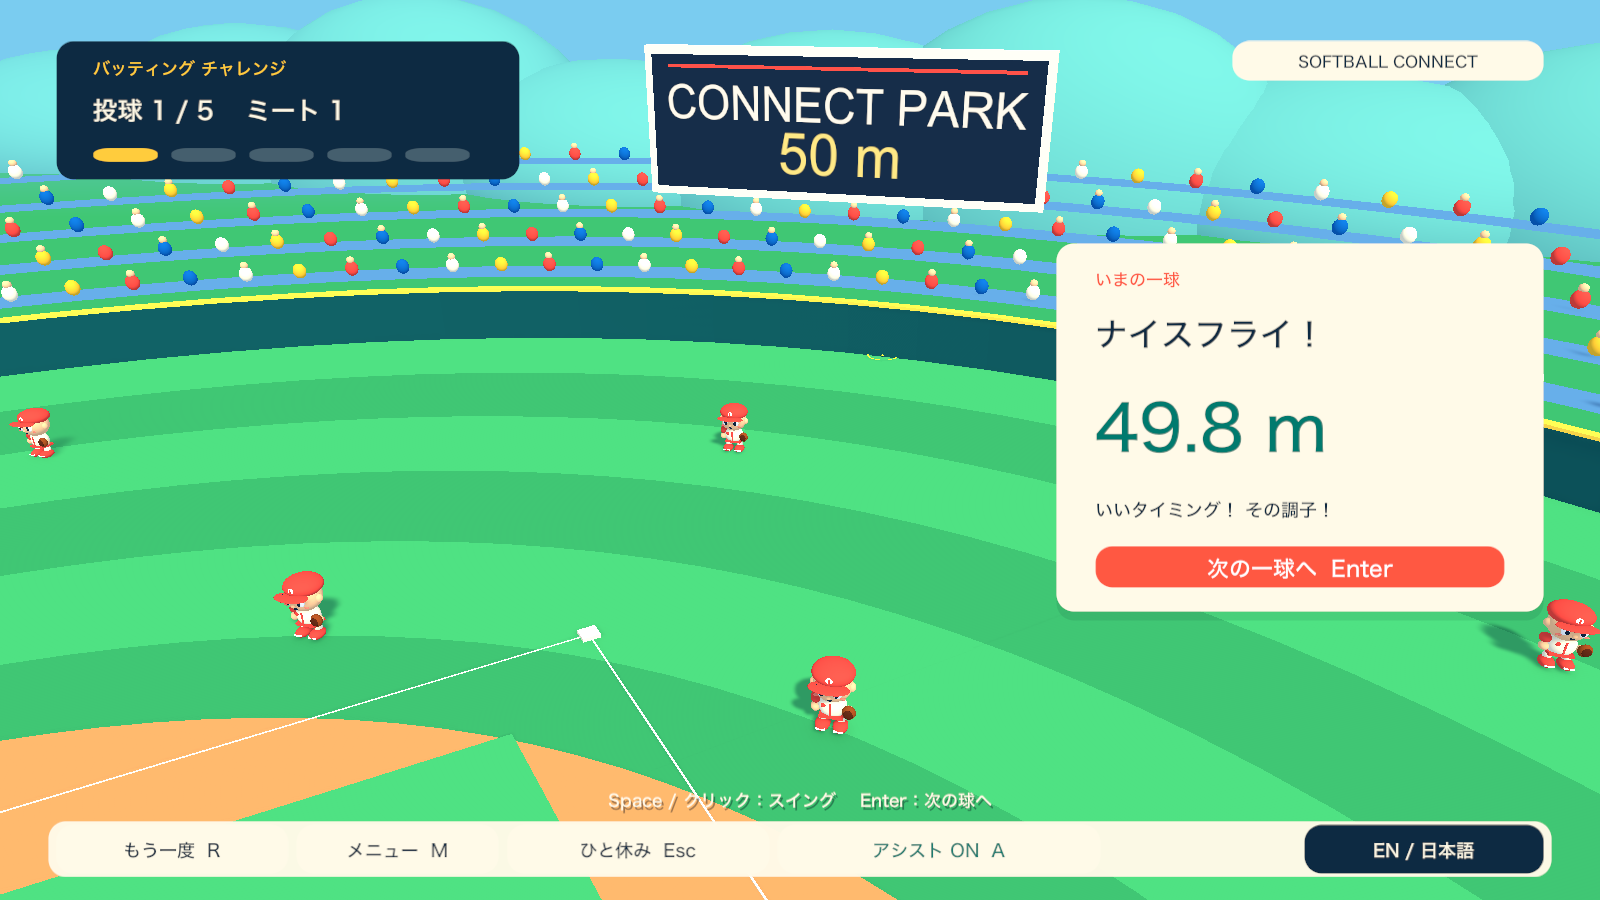 バッティング チャレンジ
投球 1 / 5 ミート 1
CONNECT PARK
50 m
SOFTBALL CONNECT
いまの一球
ナイスフライ！
49.8 m
いいタイミング！ その調子！
次の一球へ Enter
Space / クリック：スイング Enter：次の球へ
もう一度 R
メニュー M
ひと休み Esc
アシスト ON A
EN / 日本語